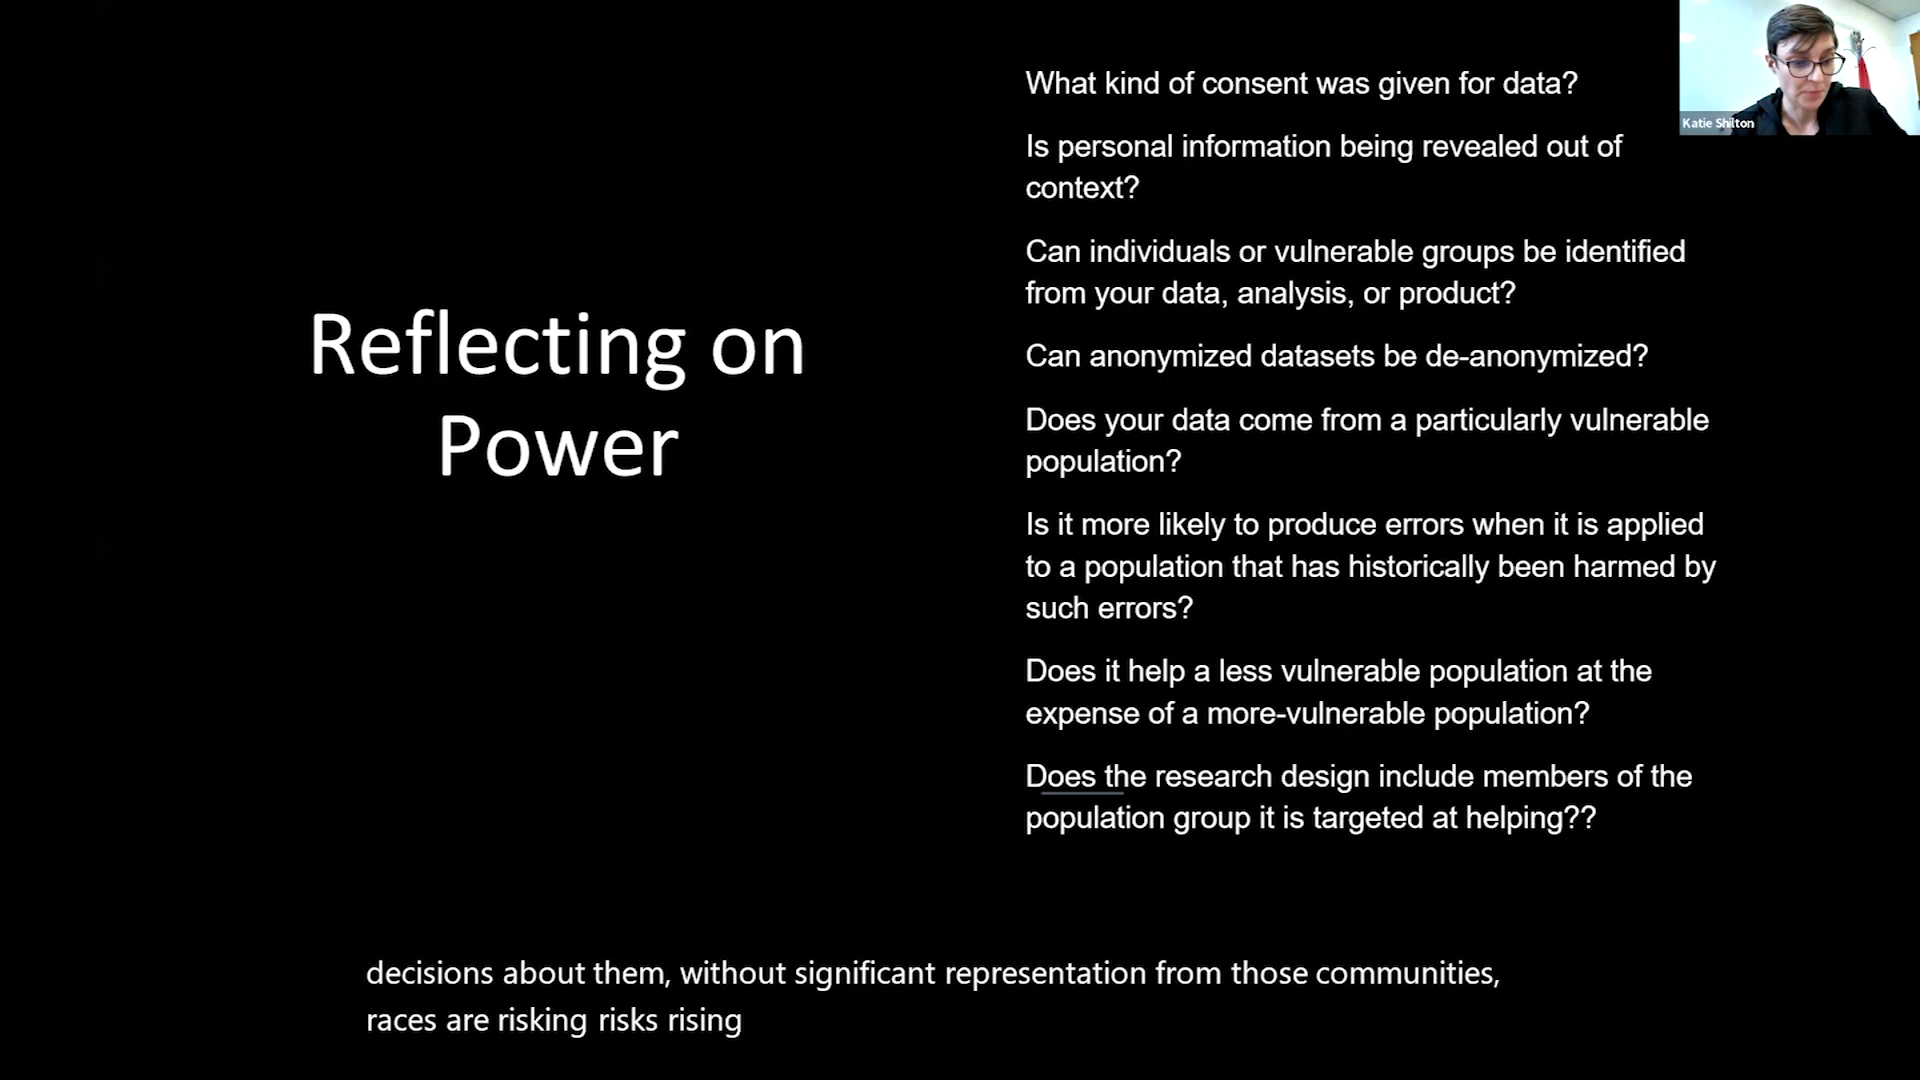 Reflecting on
Power
What kind of consent was given for data?
Is personal information being revealed out of
context?
Can individuals or vulnerable groups be identified
from your data, analysis, or product?
Can anonymized datasets be de-anonymized?
Does your data come from a particularly vulnerable
population?
Is it more likely to produce errors when it is applied
to a population that has historically been harmed by
such errors?
Does it help a less vulnerable population at the
expense of a more-vulnerable population?
Does the research design include members of the
population group it is targeted at helping??
Katie Shilton
decisions about them, without significant representation from those communities,
races are risking risks rising